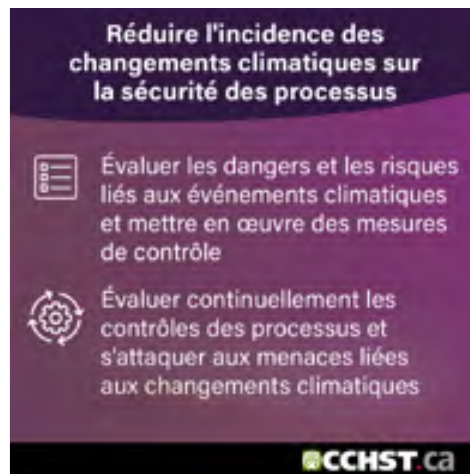 Réduire l'incidence des
changements climatiques sur
la sécurité des processus
Évaluer les dangers et les risques
liés aux événements climatiques
et mettre en œuvre des mesures
de contrôle
Évaluer continuellement les
contrôles des processus et
s'attaquer aux menaces liées
aux changements climatiques
CCHST.ca